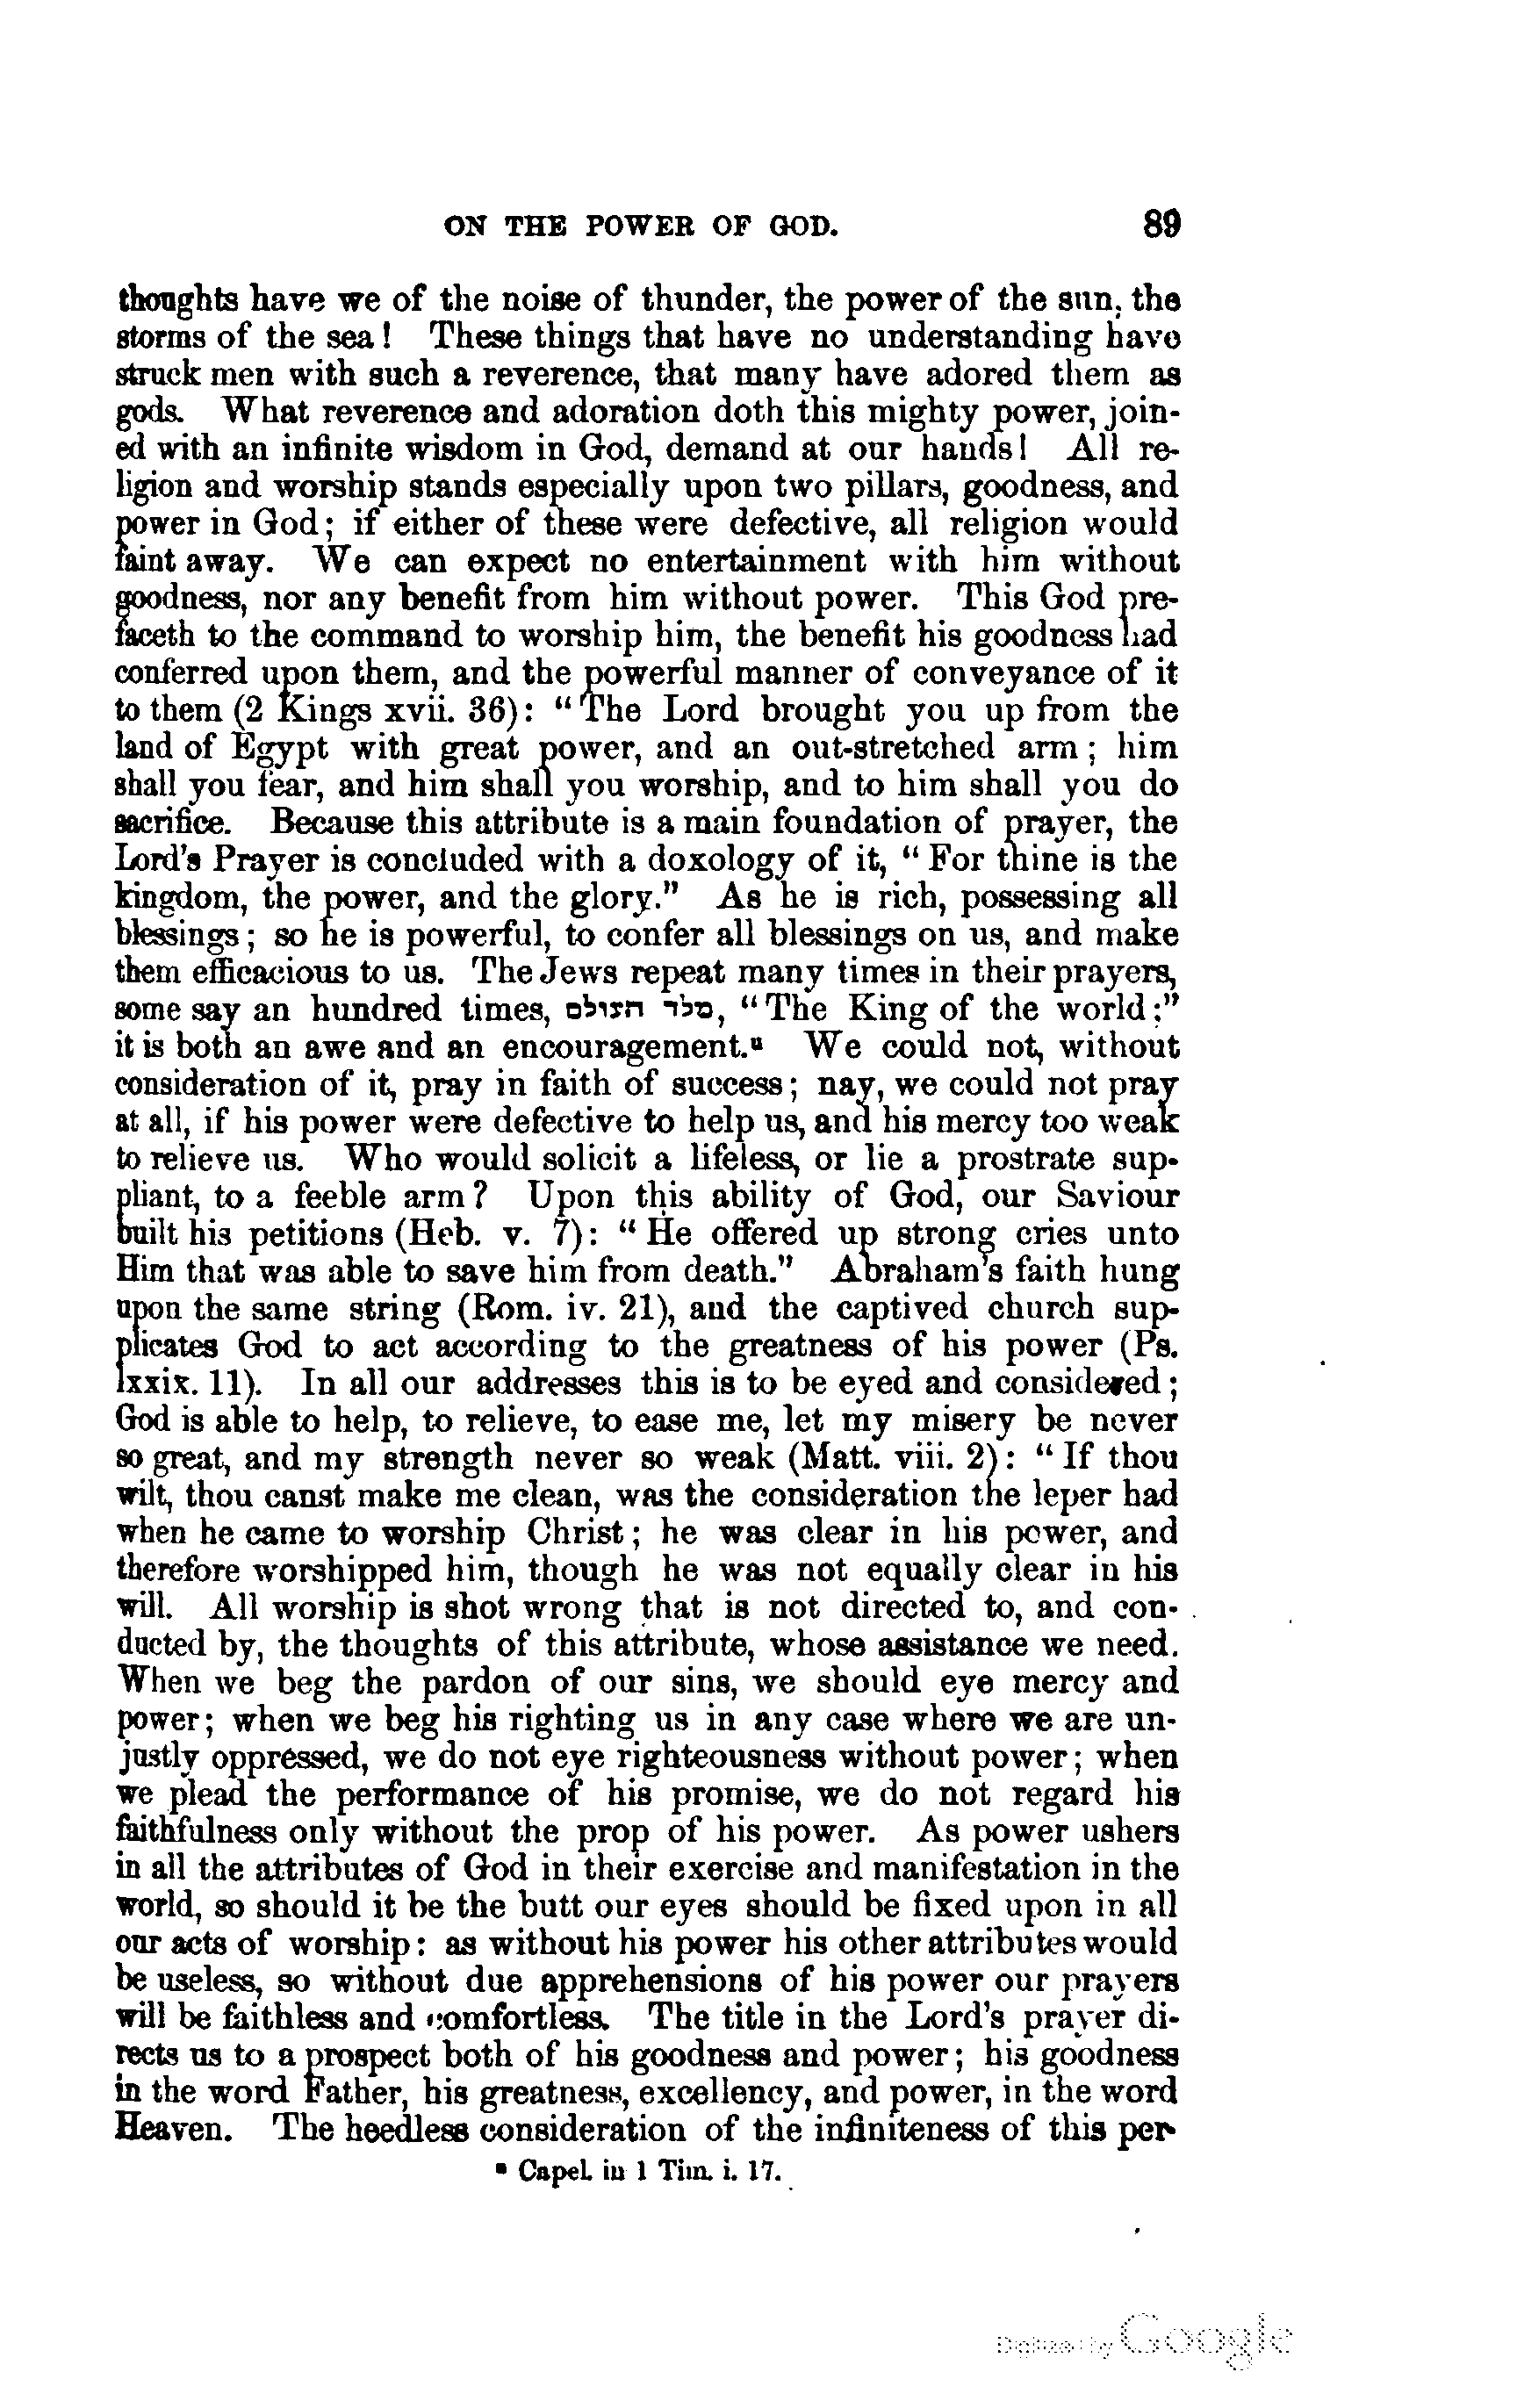 ON THE POWER OF GOD. 89
thoughts have we of the noise of thunder, the power of the sun, the
storms of the sea! These things that have no understanding have
struck men with such a reverence, that many have adored them as
gods. What reverence and adoration doth this mighty power, join-
ed with an infinite wisdom in God, demand at our hands! All re-
ligion and worship stands especially upon two pillars, goodness, and
power in God; if either of these were defective, all religion would
faint away. We can expect no entertainment with him without
goodness, nor any benefit from him without power. This God pre-
faceth to the command to worship him, the benefit his goodness had
conferred upon them, and the powerful manner of conveyance of it
to them (2 Kings xvii. 36): "The Lord brought you up from the
land of Egypt with great power, and an out-stretched arm; him
shall you fear, and him shall you worship, and to him shall you do
sacrifice. Because this attribute is a main foundation of prayer, the
Lord's Prayer is concluded with a doxology of it, "For thine is the
kingdom, the power, and the glory." As he is rich, possessing all
blessings; so he is powerful, to confer all blessings on us, and make
them efficacious to us. The Jews repeat many times in their prayers,
some say an hundred times, "The King of the world;"
it is both an awe and an encouragement.u We could not, without
consideration of it, pray in faith of success; nay, we could not pray
at all, if his power were defective to help us, and his mercy too weak
to relieve us. Who would solicit a lifeless, or lie a prostrate sup-
pliant, to a feeble arm? Upon this ability of God, our Saviour
built his petitions (Heb. v. 7): "He offered up strong cries unto
Him that was able to save him from death." Abraham's faith hung
upon the same string (Rom. iv. 21), and the captived church sup-
plicates God to act according to the greatness of his power (Ps.
lxxix. 11). In all our addresses this is to be eyed and considered;
God is able to help, to relieve, to ease me, let my misery be never
so great, and my strength never so weak (Matt. viii. 2): "If thou
wilt, thou canst make me clean, was the consideration the leper had
when he came to worship Christ; he was clear in his power, and
therefore worshipped him, though he was not equally clear in his
will. All worship is shot wrong that is not directed to, and con-
ducted by, the thoughts of this attribute, whose assistance we need.
When we beg the pardon of our sins, we should eye mercy and
power; when we beg his righting us in any case where we are un-
justly oppressed, we do not eye righteousness without power; when
we plead the performance of his promise, we do not regard his
faithfulness only without the prop of his power. As power ushers
in all the attributes of God in their exercise and manifestation in the
world, so should it be the butt our eyes should be fixed upon in all
our acts of worship: as without his power his other attributes would
be useless, so without due apprehensions of his power our prayers
will be faithless and comfortless. The title in the Lord's prayer di-
rects us to a prospect both of his goodness and power; his goodness
in the word Father, his greatness, excellency, and power, in the word
Heaven. The heedless consideration of the infiniteness of this per-
u Capel. in 1 Tim. i. 17.
Digitized by Google